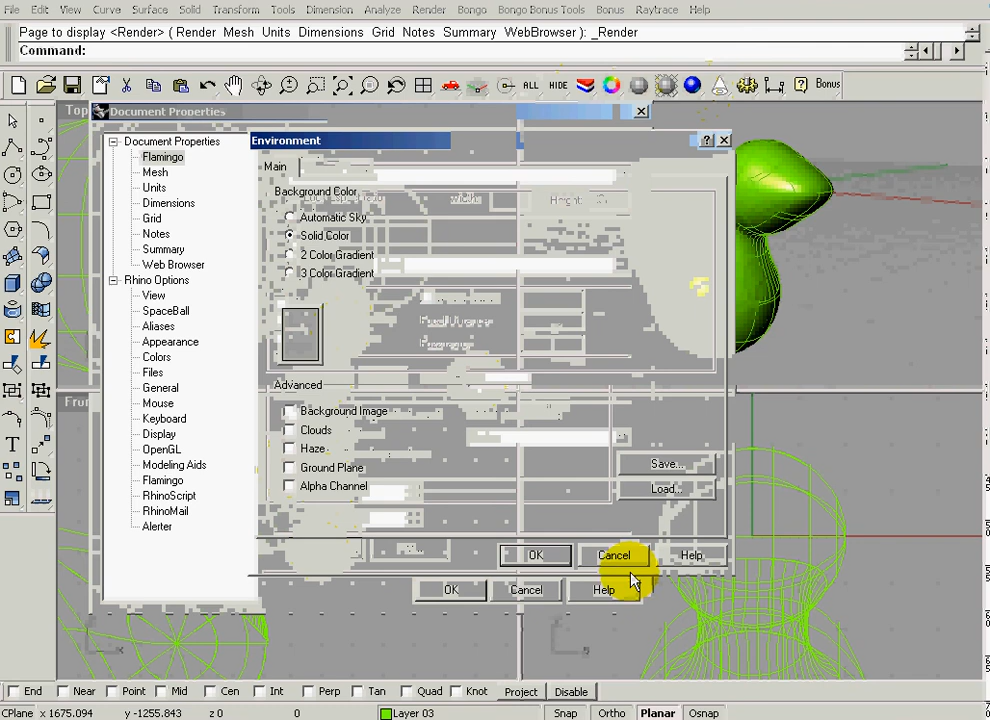 File Edit View Curve Surface Solid Transform Tools Dimension Analyze Render Bongo Bongo Bonus Tools Bonus Raytrace Help
Page to display <Render> ( Render Mesh Units Dimensions Grid Notes Summary WebBrowser ): _Render
Command:
ALL HIDE Bonus
Top
Document Properties
Document Properties
Flamingo
Mesh
Units
Dimensions
Grid
Notes
Summary
Web Browser
Rhino Options
View
SpaceBall
Aliases
Appearance
Colors
Files
General
Mouse
Keyboard
Display
OpenGL
Modeling Aids
Flamingo
RhinoScript
RhinoMail
Alerter
Environment
Main
Background Color
Height:
Automatic Sky
Solid Color
2 Color Gradient
3 Color Gradient
Advanced
Background Image
Clouds
Haze
Ground Plane
Alpha Channel
Save...
Load...
OK Cancel Help
OK Cancel Help
End Near Point Mid Cen Int Perp Tan Quad Knot Project Disable
CPlane x 1675.094 y -1255.843 z 0 Layer 03 Snap Ortho Planar Osnap